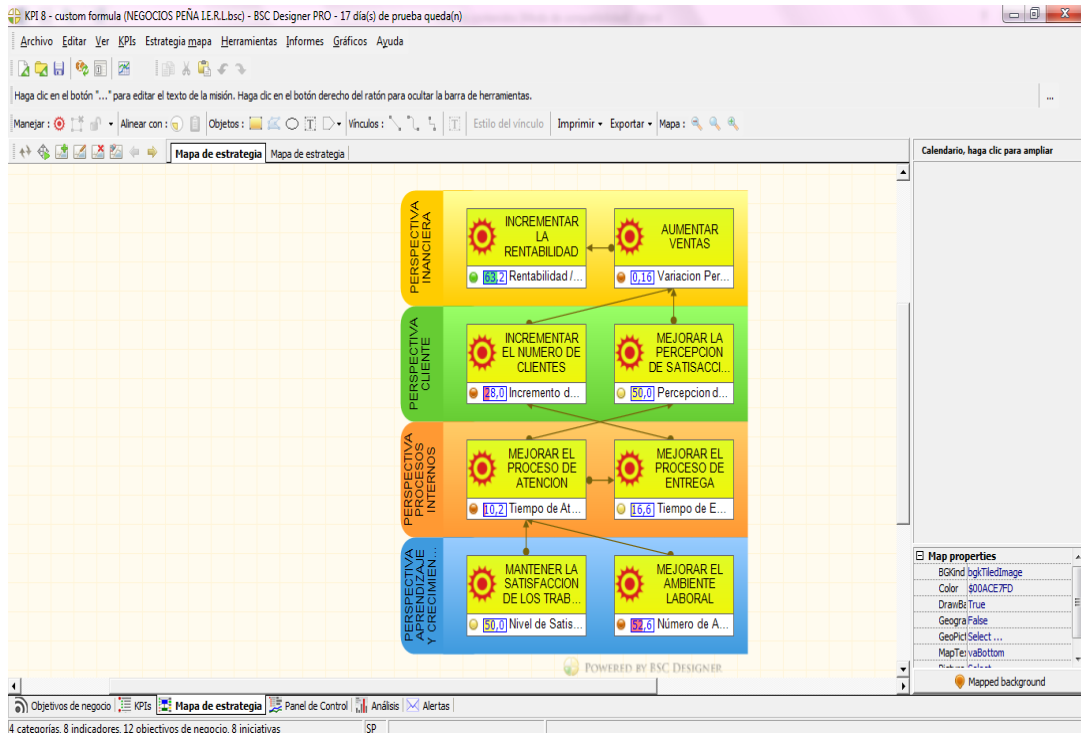 KPI 8 - custom formula (NEGOCIOS PEÑA I.E.R.L.bsc) - BSC Designer PRO - 17 día(s) de prueba queda(n)
Archivo Editar Ver KPIs Estrategia mapa Herramientas Informes Gráficos Ayuda
Haga clic en el botón "..." para editar el texto de la misión. Haga clic en el botón derecho del ratón para ocultar la barra de herramientas.
...
Manejar : Alinear con : Objetos : Vínculos : Estilo del vínculo Imprimir Exportar Mapa :
Mapa de estrategia Mapa de estrategia
Calendario, haga clic para ampliar
PERSPECTIVA
INANCIERA
INCREMENTAR
LA
RENTABILIDAD
63,2 Rentabilidad /...
AUMENTAR
VENTAS
0,16 Variacion Per...
PERSPECTIVA
CLIENTE
INCREMENTAR
EL NUMERO DE
CLIENTES
28,0 Incremento d...
MEJORAR LA
PERCEPCION
DE SATISACCI...
50,0 Percepcion d...
PERSPECTIVA
PROCESOS
INTERNOS
MEJORAR EL
PROCESO DE
ATENCION
10,2 Tiempo de At...
MEJORAR EL
PROCESO DE
ENTREGA
16,6 Tiempo de E...
PERSPECTIVA
APRENDIZAJE
Y CRECIMIEN...
MANTENER LA
SATISFACCION
DE LOS TRAB...
50,0 Nivel de Satis...
MEJORAR EL
AMBIENTE
LABORAL
52,6 Número de A...
POWERED BY BSC DESIGNER
Map properties
BGKind bgkTiledImage
Color $00ACE7FD
DrawBa True
Geogra False
GeoPict Select ...
MapTex vaBottom
Mapped background
Objetivos de negocio KPIs Mapa de estrategia Panel de Control Análisis Alertas
4 categorías, 8 indicadores, 12 objectivos de negocio, 8 iniciativas SP